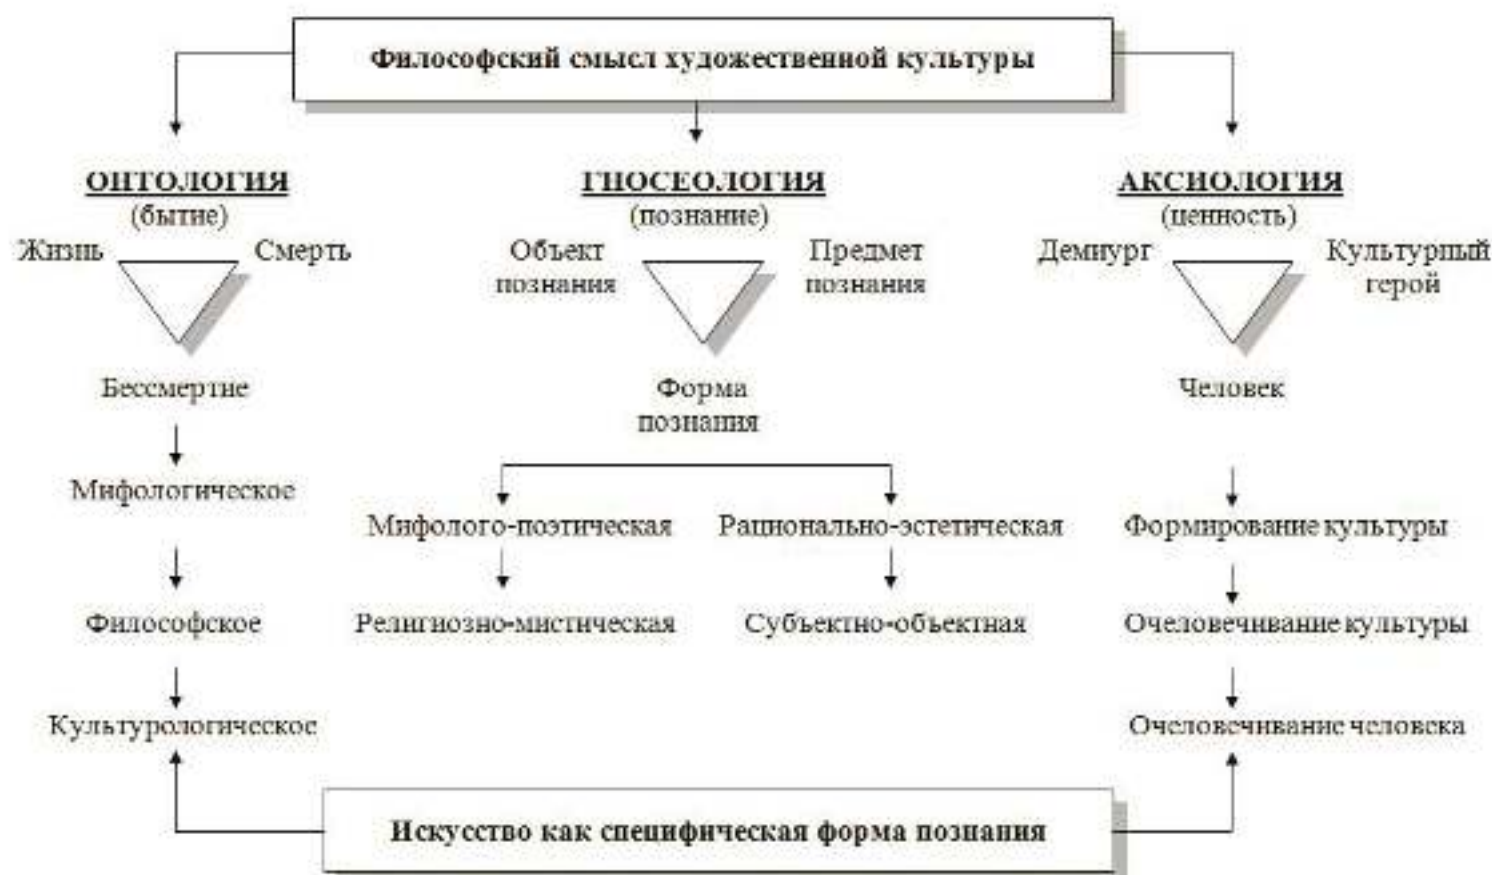 Философский смысл художественной культуры
ОНТОЛОГИЯ
(бытие)
Жизнь
Смерть
Бессмертие
Мифологическое
Философское
Культурологическое
ГНОСЕОЛОГИЯ
(познание)
Объект
познания
Предмет
познания
Форма
познания
Мифолого-поэтическая
Рационально-эстетическая
Религиозно-мистическая
Субъектно-объектная
АКСИОЛОГИЯ
(ценность)
Демиург
Культурный
герой
Человек
Формирование культуры
Очеловечивание культуры
Очеловечивание человека
Искусство как специфическая форма познания